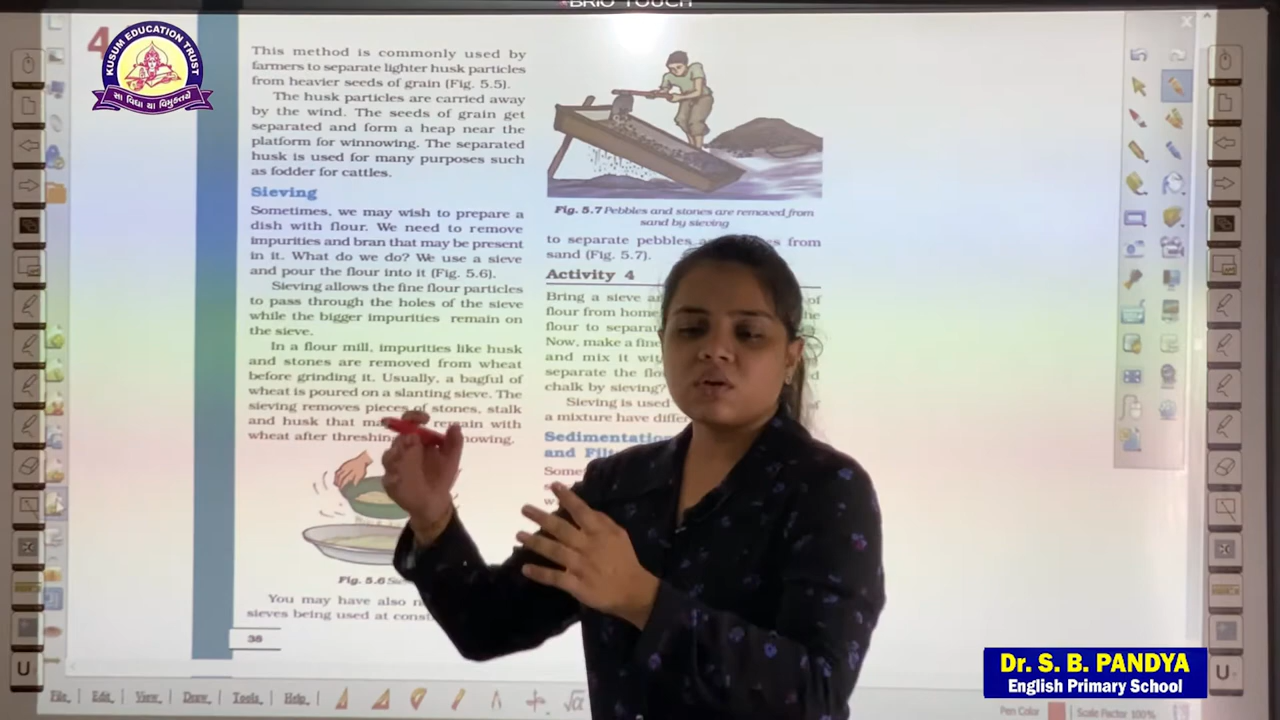 BRIO TOUCH
4
KUSUM EDUCATION TRUST
सा विद्या या विमुक्तये
This method is commonly used by
farmers to separate lighter husk particles
from heavier seeds of grain (Fig. 5.5).
The husk particles are carried away
by the wind. The seeds of grain get
separated and form a heap near the
platform for winnowing. The separated
husk is used for many purposes such
as fodder for cattles.
Sieving
Sometimes, we may wish to prepare a
dish with flour. We need to remove
impurities and bran that may be present
in it. What do we do? We use a sieve
and pour the flour into it (Fig. 5.6).
Sieving allows the fine flour particles
to pass through the holes of the sieve
while the bigger impurities remain on
the sieve.
In a flour mill, impurities like husk
and stones are removed from wheat
before grinding it. Usually, a bagful of
wheat is poured on a slanting sieve. The
sieving removes pieces of stones, stalk
and husk that may remain with
wheat after threshing nowing.
Fig. 5.6
You may have also
sieves being used at
38
Fig. 5.7 Pebbles and stones are removed from
sand by sieving
to separate pebbles from
sand (Fig. 5.7).
Activity 4
Bring a sieve of
flour from home,
flour to
Now, make a fine
and mix it
separate the
chalk by sieving?
Sieving is used
a mixture have
Sedimentation
and
File Edit View Draw Tools Help
Pen Color
Scale Factor 100%
Dr. S. B. PANDYA
English Primary School